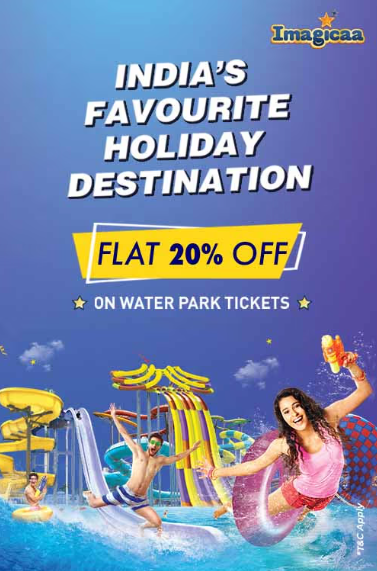 Imagicaa
INDIA'S
FAVOURITE
HOLIDAY
DESTINATION
FLAT 20% OFF
ON WATER PARK TICKETS
*T&C Apply